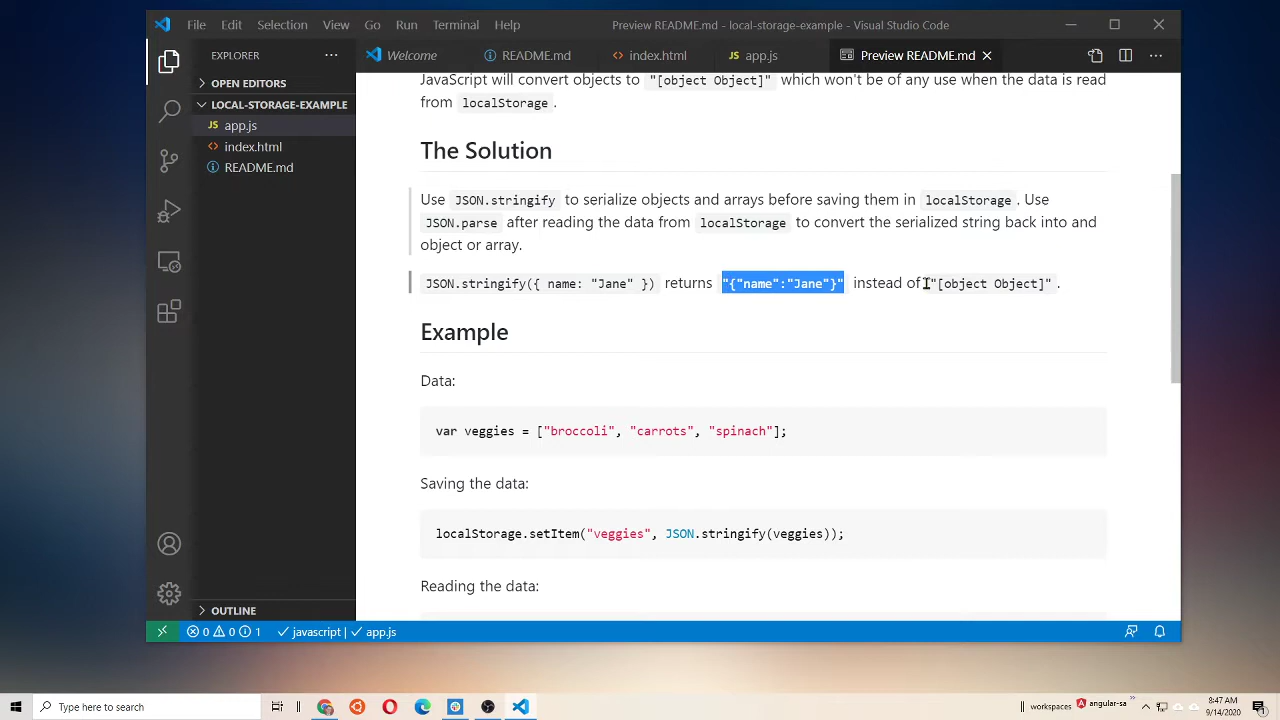 File Edit Selection View Go Run Terminal Help Preview README.md - local-storage-example - Visual Studio Code
EXPLORER ··· Welcome README.md index.html JS app.js Preview README.md ···
OPEN EDITORS
LOCAL-STORAGE-EXAMPLE
JS app.js
<> index.html
README.md
JavaScript will convert objects to "[object Object]" which won't be of any use when the data is read
from localStorage.
The Solution
Use JSON.stringify to serialize objects and arrays before saving them in localStorage. Use
JSON.parse after reading the data from localStorage to convert the serialized string back into and
object or array.
JSON.stringify({ name: "Jane" }) returns "{"name":"Jane"}" instead of "[object Object]".
Example
Data:
var veggies = ["broccoli", "carrots", "spinach"];
Saving the data:
localStorage.setItem("veggies", JSON.stringify(veggies));
Reading the data:
OUTLINE
0 0 1 ✓ javascript | ✓ app.js
Type here to search
workspaces angular-sa 8:47 AM
9/14/2020
1